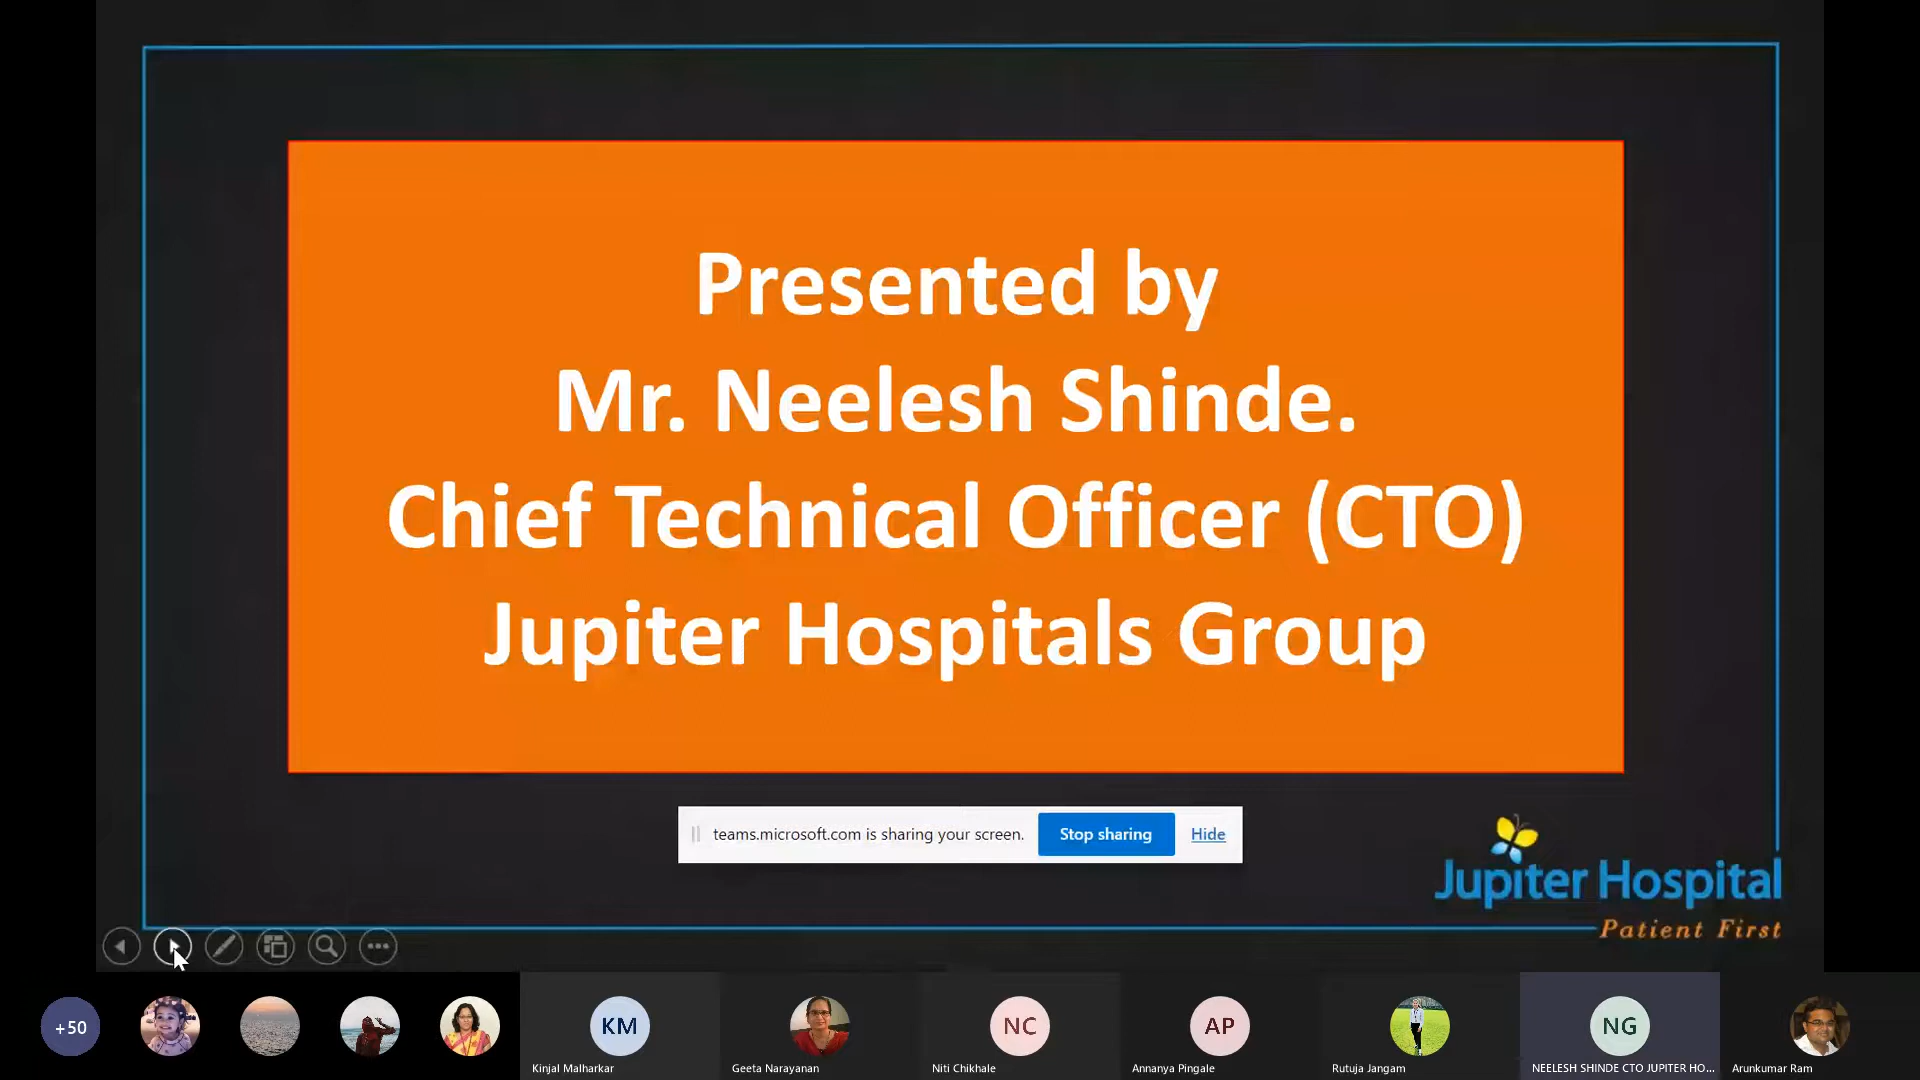 Presented by
Mr. Neelesh Shinde.
Chief Technical Officer (CTO)
Jupiter Hospitals Group
teams.microsoft.com is sharing your screen.
Stop sharing
Hide
Jupiter Hospital
Patient First
+50
KM
NC
AP
NG
Kinjal Malharkar
Geeta Narayanan
Niti Chikhale
Annanya Pingale
Rutuja Jangam
NEELESH SHINDE CTO JUPITER HO...
Arunkumar Ram